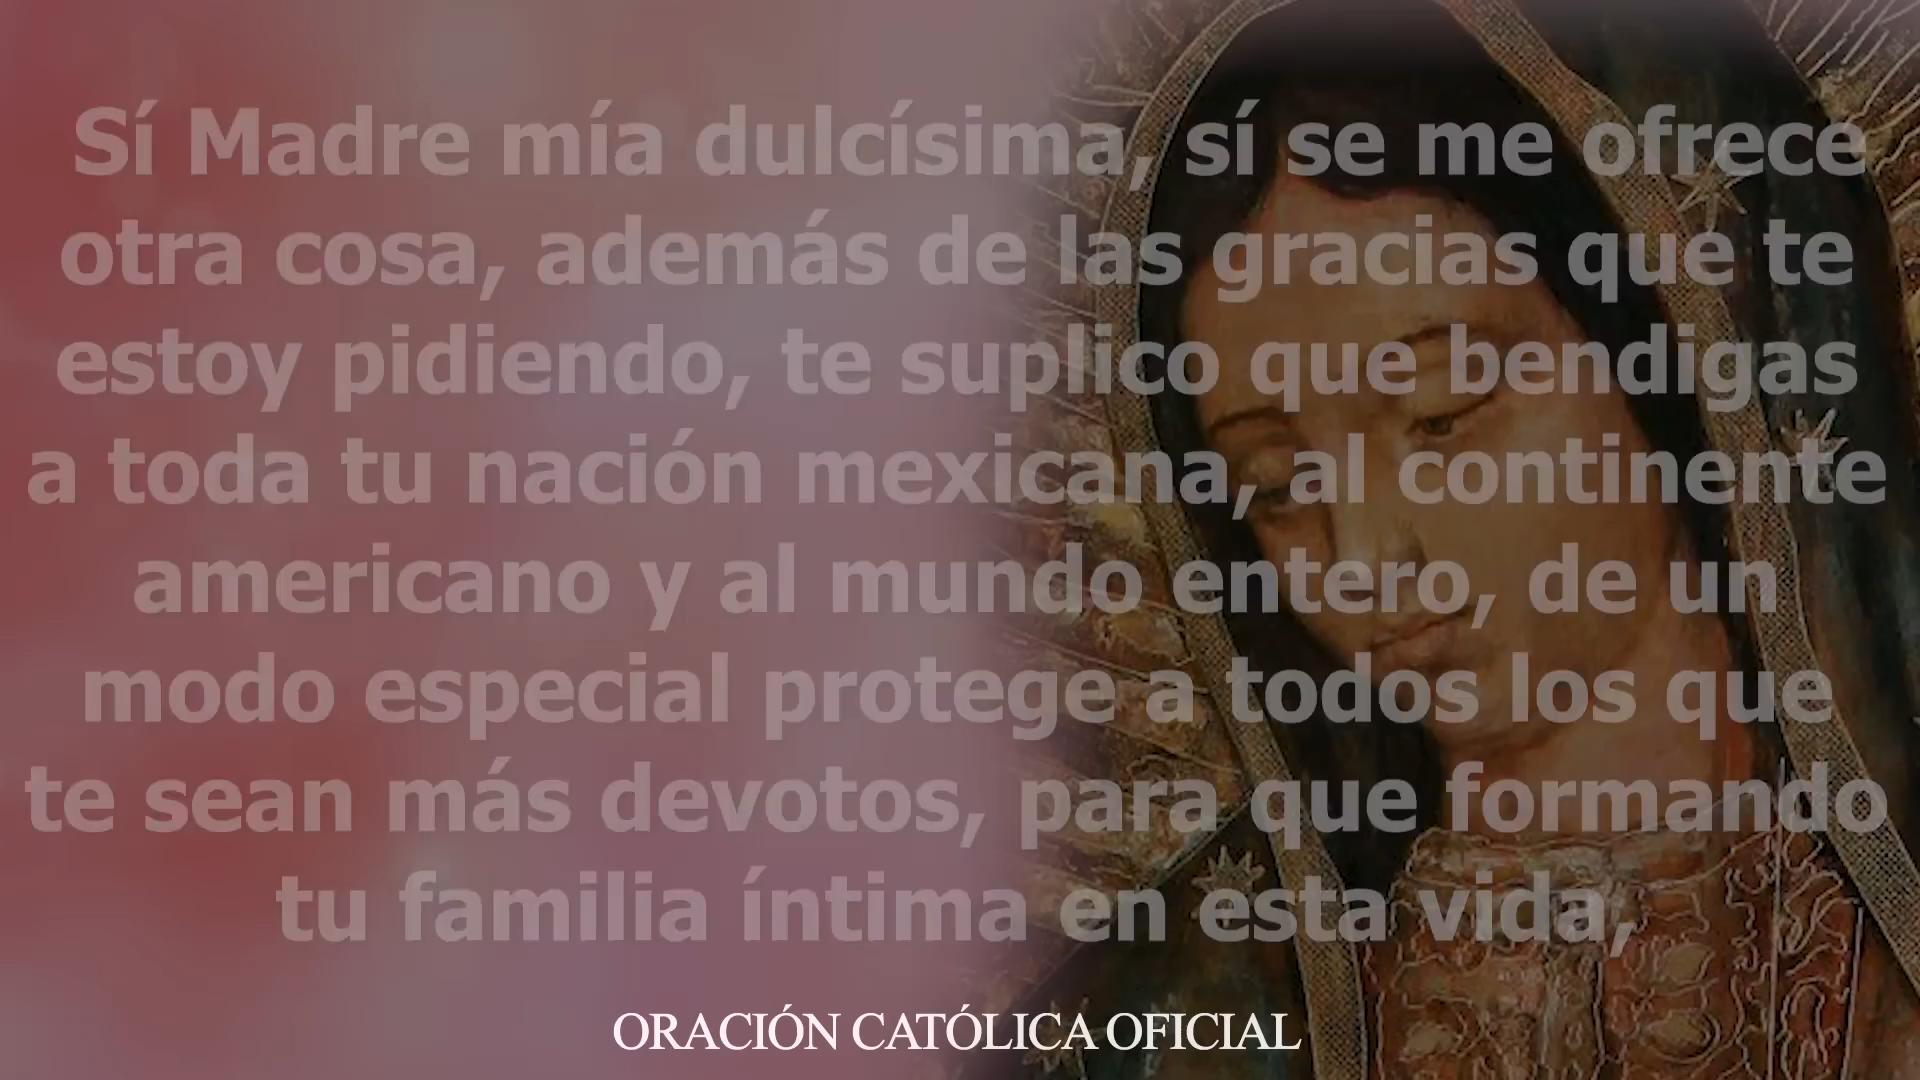 Sí Madre mía dulcísima, sí se me ofrece
otra cosa, además de las gracias que te
estoy pidiendo, te suplico que bendigas
a toda tu nación mexicana, al continente
americano y al mundo entero, de un
modo especial protege a todos los que
te sean más devotos, para que formando
tu familia íntima en esta vida,
ORACIÓN CATÓLICA OFICIAL